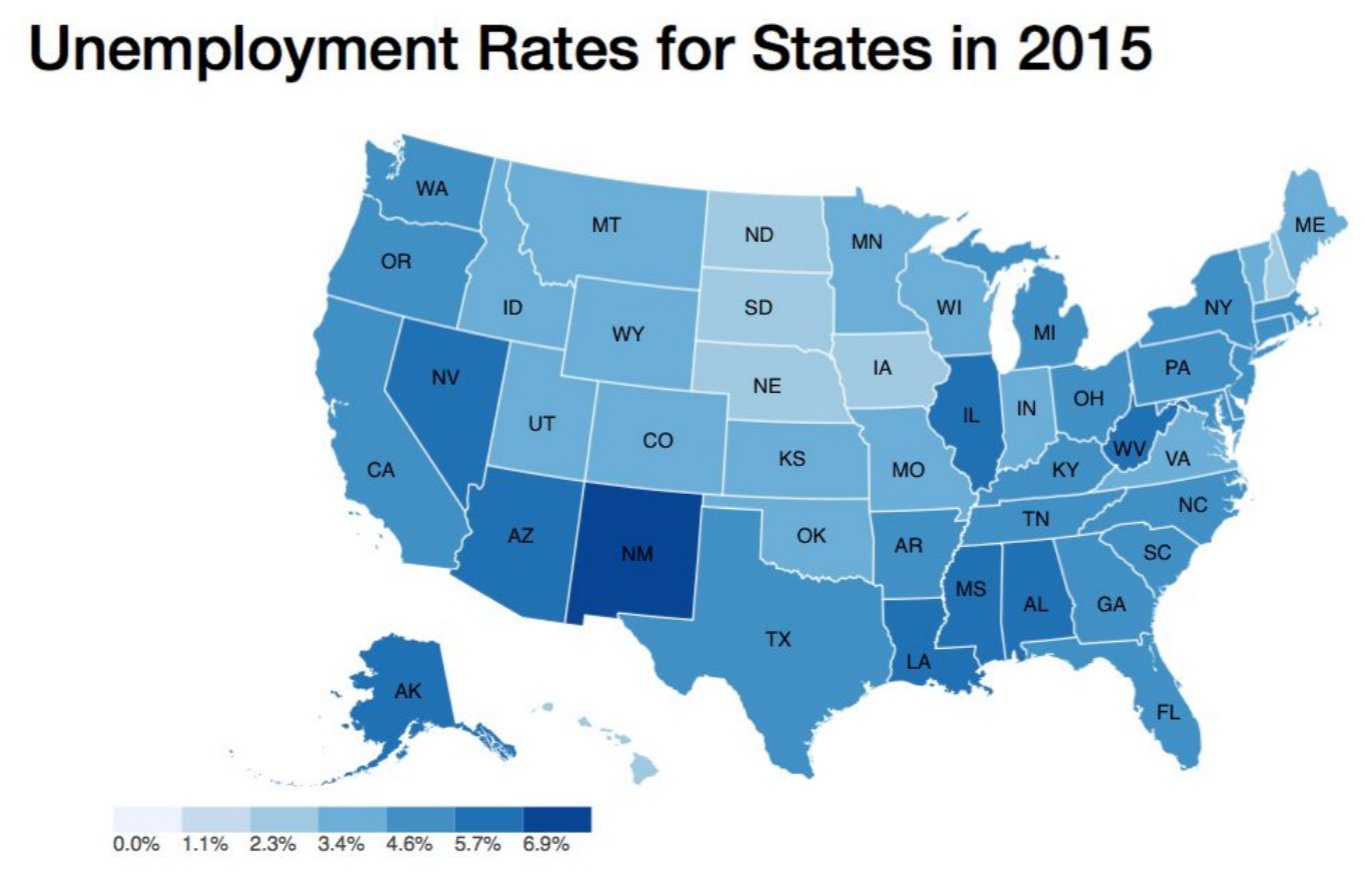 Unemployment Rates for States in 2015
WA
MT
ND
MN
ME
OR
ID
WY
SD
WI
MI
NY
NV
UT
CO
NE
IA
IL
IN
OH
PA
CA
KS
MO
KY
WV
VA
AZ
NM
OK
AR
TN
NC
SC
TX
LA
MS
AL
GA
AK
FL
0.0% 1.1% 2.3% 3.4% 4.6% 5.7% 6.9%